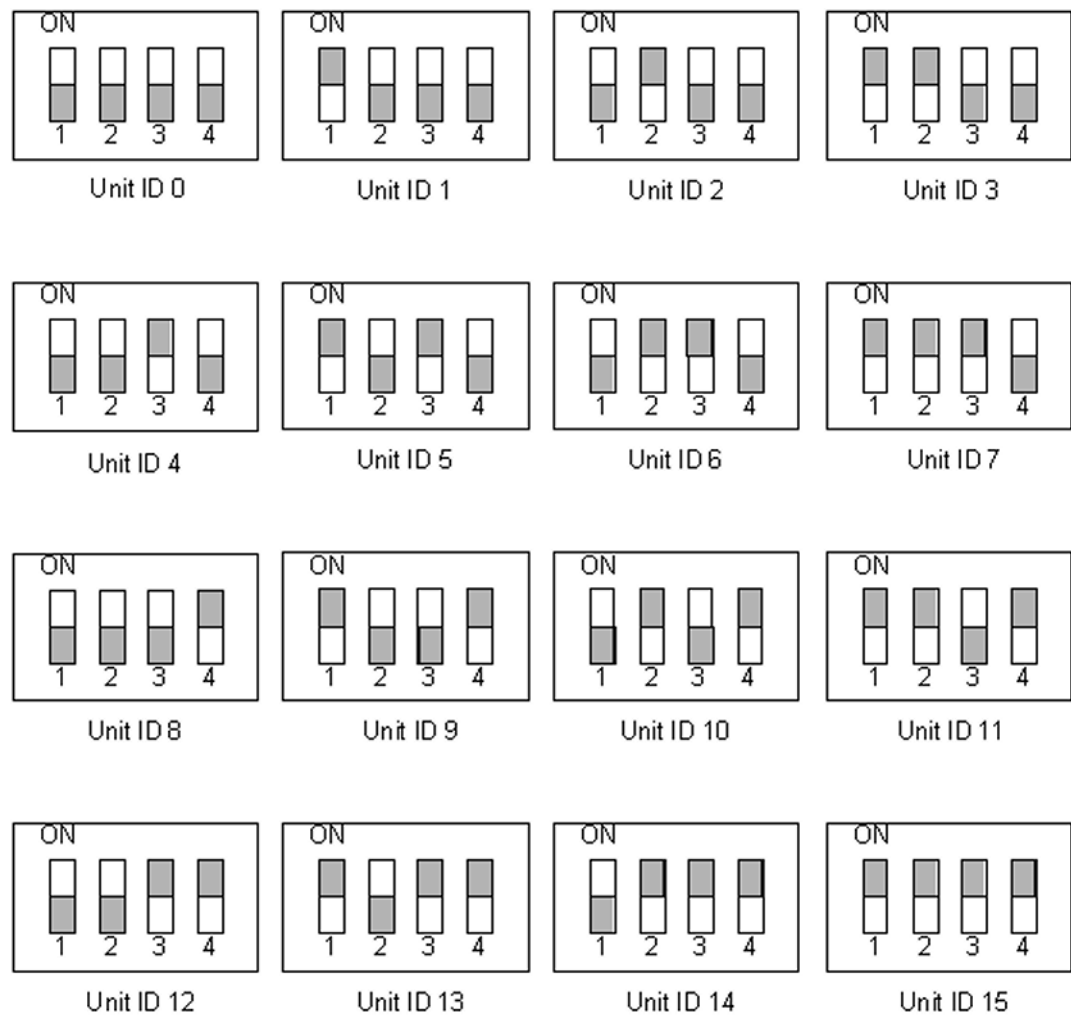 ON ON ON ON
1 2 3 4 1 2 3 4 1 2 3 4 1 2 3 4
Unit ID 0 Unit ID 1 Unit ID 2 Unit ID 3
ON ON ON ON
1 2 3 4 1 2 3 4 1 2 3 4 1 2 3 4
Unit ID 4 Unit ID 5 Unit ID 6 Unit ID 7
ON ON ON ON
1 2 3 4 1 2 3 4 1 2 3 4 1 2 3 4
Unit ID 8 Unit ID 9 Unit ID 10 Unit ID 11
ON ON ON ON
1 2 3 4 1 2 3 4 1 2 3 4 1 2 3 4
Unit ID 12 Unit ID 13 Unit ID 14 Unit ID 15